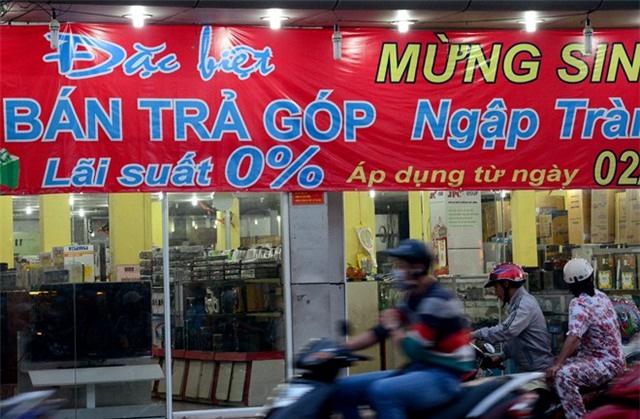 Đặc biệt
BÁN TRẢ GÓP
Lãi suất 0%
MỪNG SIN
Ngập Tràn
Áp dụng từ ngày 02